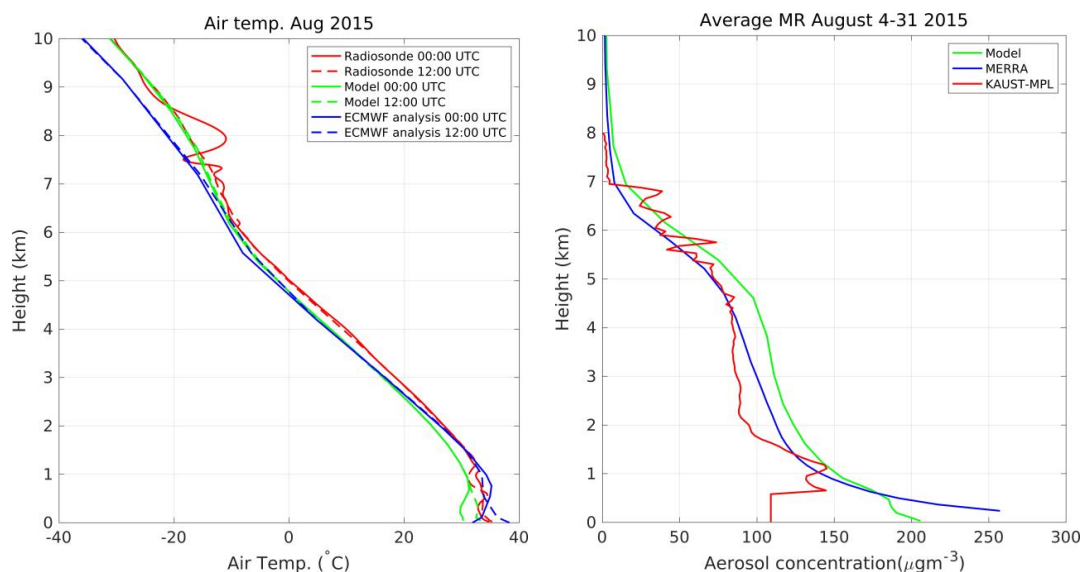 Air temp. Aug 2015
Height (km)
10
9
8
7
6
5
4
3
2
1
0
Radiosonde 00:00 UTC
Radiosonde 12:00 UTC
Model 00:00 UTC
Model 12:00 UTC
ECMWF analysis 00:00 UTC
ECMWF analysis 12:00 UTC
-40 -20 0 20 40
Air Temp. (°C)
Average MR August 4-31 2015
Height (km)
10
9
8
7
6
5
4
3
2
1
0
Model
MERRA
KAUST-MPL
0 50 100 150 200 250 300
Aerosol concentration(μgm⁻³)